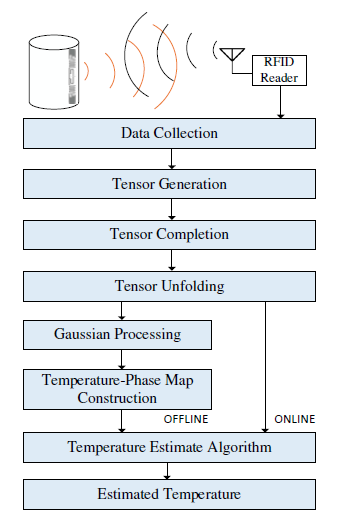 RFID
Reader
Data Collection
Tensor Generation
Tensor Completion
Tensor Unfolding
Gaussian Processing
Temperature-Phase Map
Construction
OFFLINE
ONLINE
Temperature Estimate Algorithm
Estimated Temperature